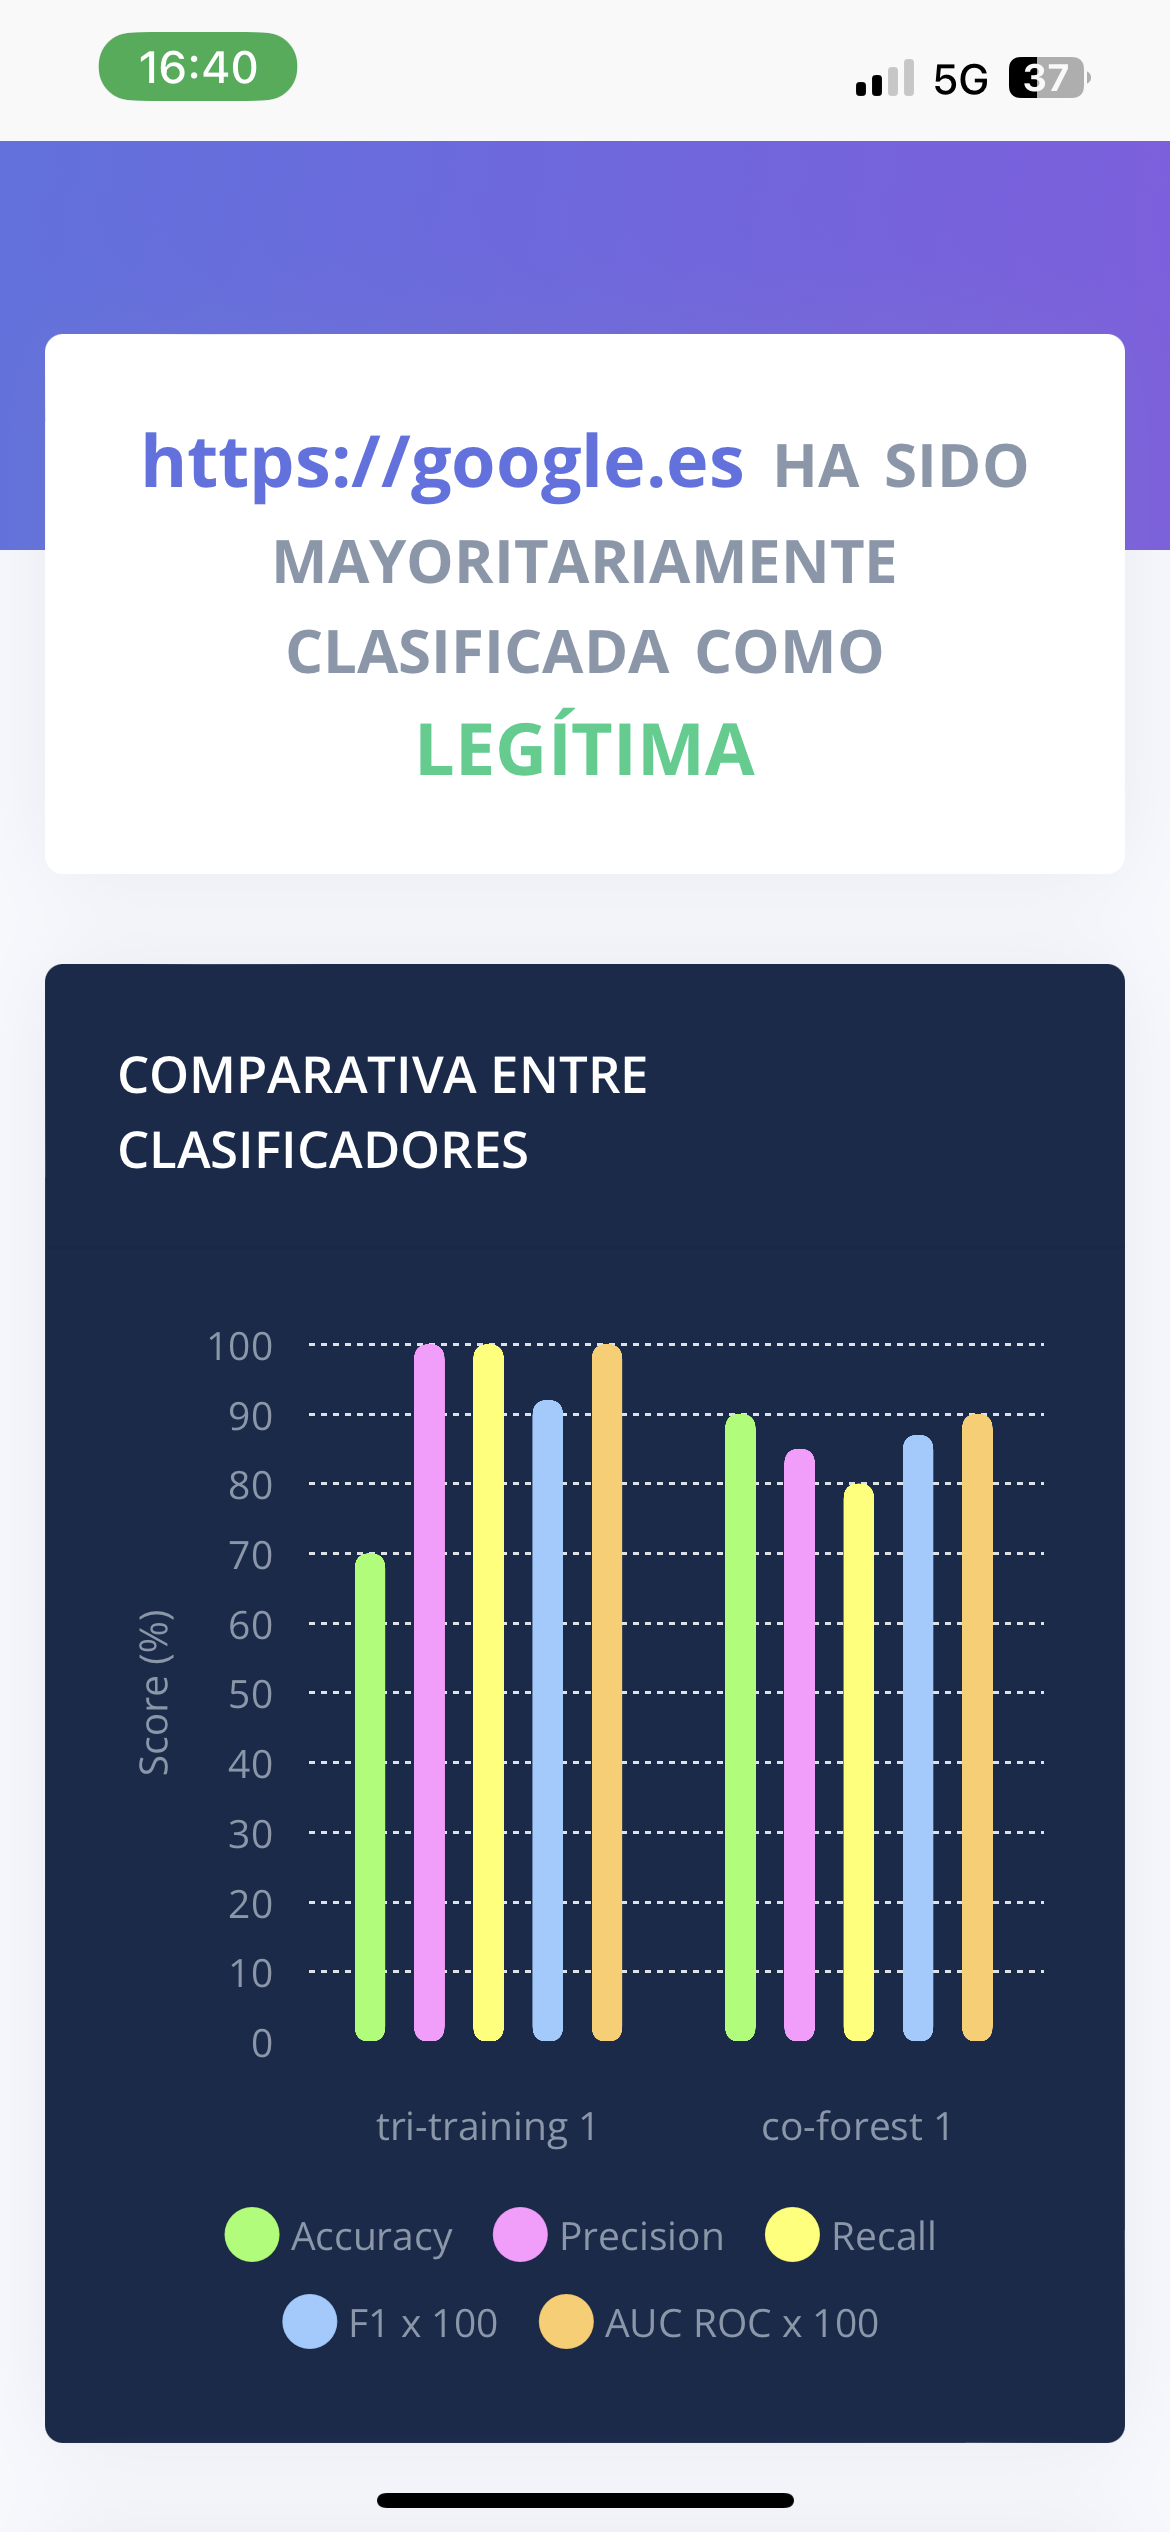 16:40
5G
37
https://google.es HA SIDO
MAYORITARIAMENTE
CLASIFICADA COMO
LEGÍTIMA
COMPARATIVA ENTRE
CLASIFICADORES
Score (%)
100
90
80
70
60
50
40
30
20
10
0
tri-training 1
co-forest 1
Accuracy
Precision
Recall
F1 x 100
AUC ROC x 100